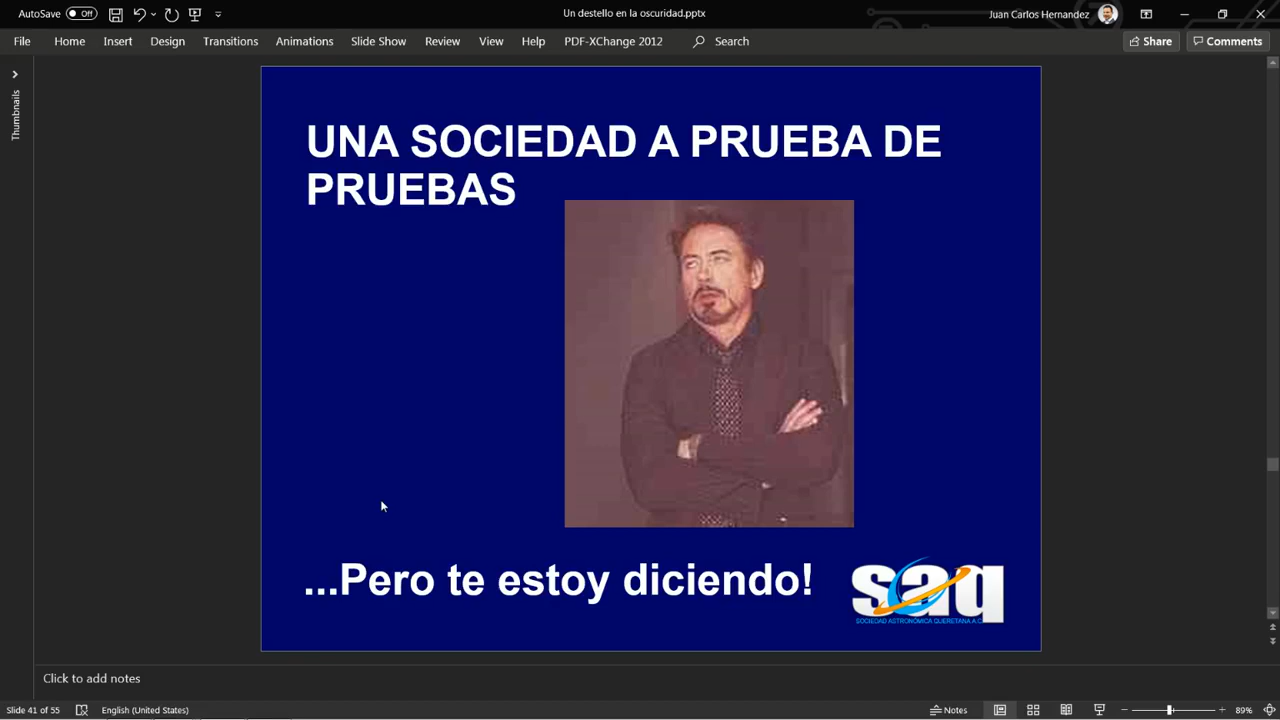 AutoSave Off
Un destello en la oscuridad.pptx
Juan Carlos Hernandez
File Home Insert Design Transitions Animations Slide Show Review View Help PDF-XChange 2012 Search Share Comments
Thumbnails
UNA SOCIEDAD A PRUEBA DE
PRUEBAS
...Pero te estoy diciendo!
saq
SOCIEDAD ASTRONÓMICA QUERETANA A.C.
Click to add notes
Slide 41 of 55 English (United States) Notes 89%